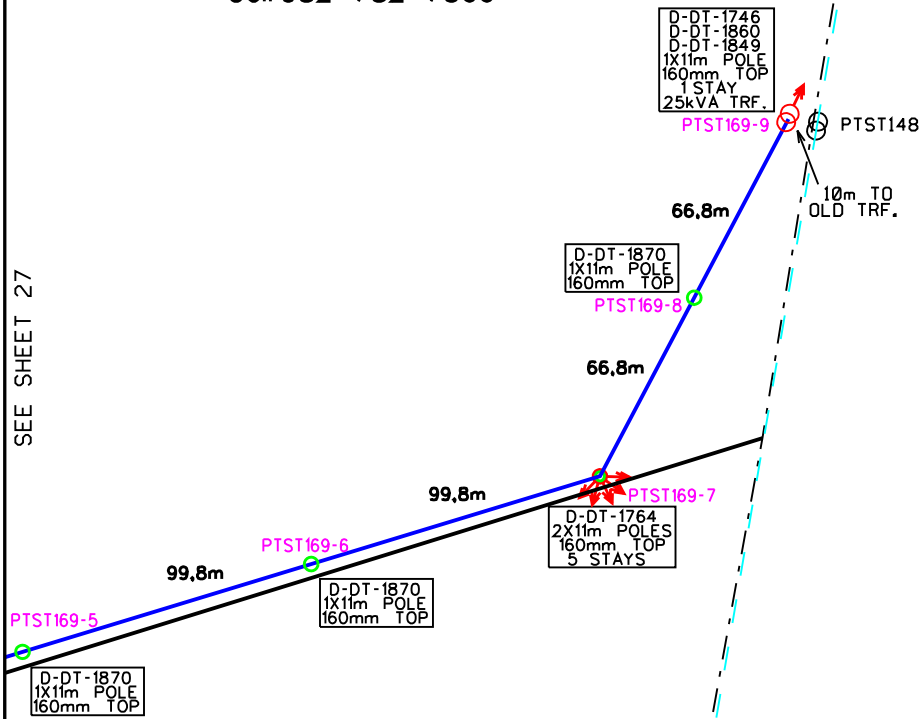 D-DT-1746
D-DT-1860
D-DT-1849
1X11m POLE
160mm TOP
1 STAY
25kVA TRF.
PTST169-9
PTST148
10m TO
OLD TRF.
66,8m
D-DT-1870
1X11m POLE
160mm TOP
PTST169-8
SEE SHEET 27
66,8m
99,8m
PTST169-7
D-DT-1764
2X11m POLES
160mm TOP
5 STAYS
PTST169-6
99,8m
D-DT-1870
1X11m POLE
160mm TOP
PTST169-5
D-DT-1870
1X11m POLE
160mm TOP